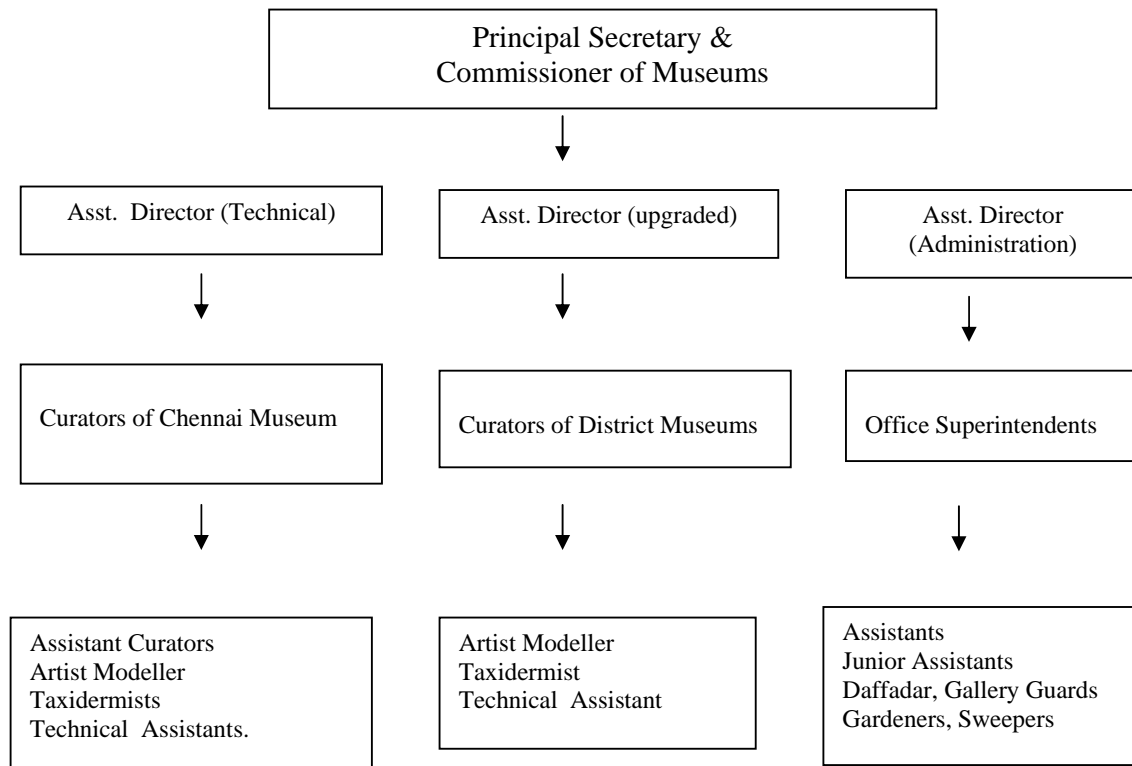 Principal Secretary &
Commissioner of Museums
Asst. Director (Technical)
Asst. Director (upgraded)
Asst. Director
(Administration)
Curators of Chennai Museum
Curators of District Museums
Office Superintendents
Assistant Curators
Artist Modeller
Taxidermists
Technical Assistants.
Artist Modeller
Taxidermist
Technical Assistant
Assistants
Junior Assistants
Daffadar, Gallery Guards
Gardeners, Sweepers